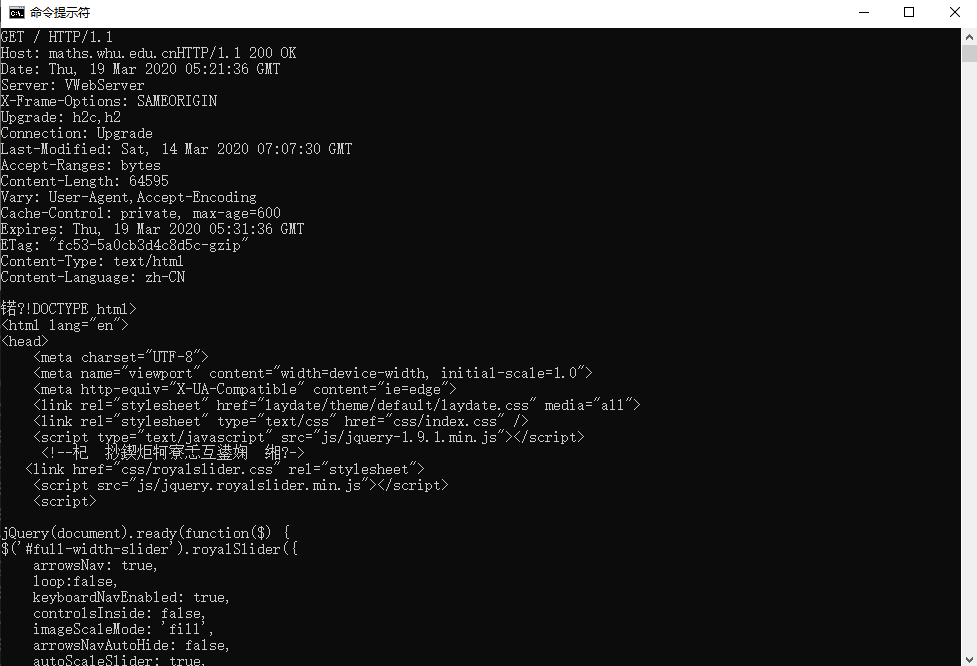 命令提示符
GET / HTTP/1.1
Host: maths.whu.edu.cnHTTP/1.1 200 OK
Date: Thu, 19 Mar 2020 05:21:36 GMT
Server: VWebServer
X-Frame-Options: SAMEORIGIN
Upgrade: h2c,h2
Connection: Upgrade
Last-Modified: Sat, 14 Mar 2020 07:07:30 GMT
Accept-Ranges: bytes
Content-Length: 64595
Vary: User-Agent,Accept-Encoding
Cache-Control: private, max-age=600
Expires: Thu, 19 Mar 2020 05:31:36 GMT
ETag: "fc53-5a0cb3d4c8d5c-gzip"
Content-Type: text/html
Content-Language: zh-CN
锘?!DOCTYPE html>
<html lang="en">
<head>
<meta charset="UTF-8">
<meta name="viewport" content="width=device-width, initial-scale=1.0">
<meta http-equiv="X-UA-Compatible" content="ie=edge">
<link rel="stylesheet" href="laydate/theme/default/laydate.css" media="all">
<link rel="stylesheet" type="text/css" href="css/index.css" />
<script type="text/javascript" src="js/jquery-1.9.1.min.js"></script>
<!--杞
<link href="css/royalslider.css" rel="stylesheet">
<script src="js/jquery.royalslider.min.js"></script>
<script>
jQuery(document).ready(function($) {
$('#full-width-slider').royalSlider({
arrowsNav: true,
loop:false,
keyboardNavEnabled: true,
controlsInside: false,
imageScaleMode: 'fill',
arrowsNavAutoHide: false,
autoScaleSlider: true,